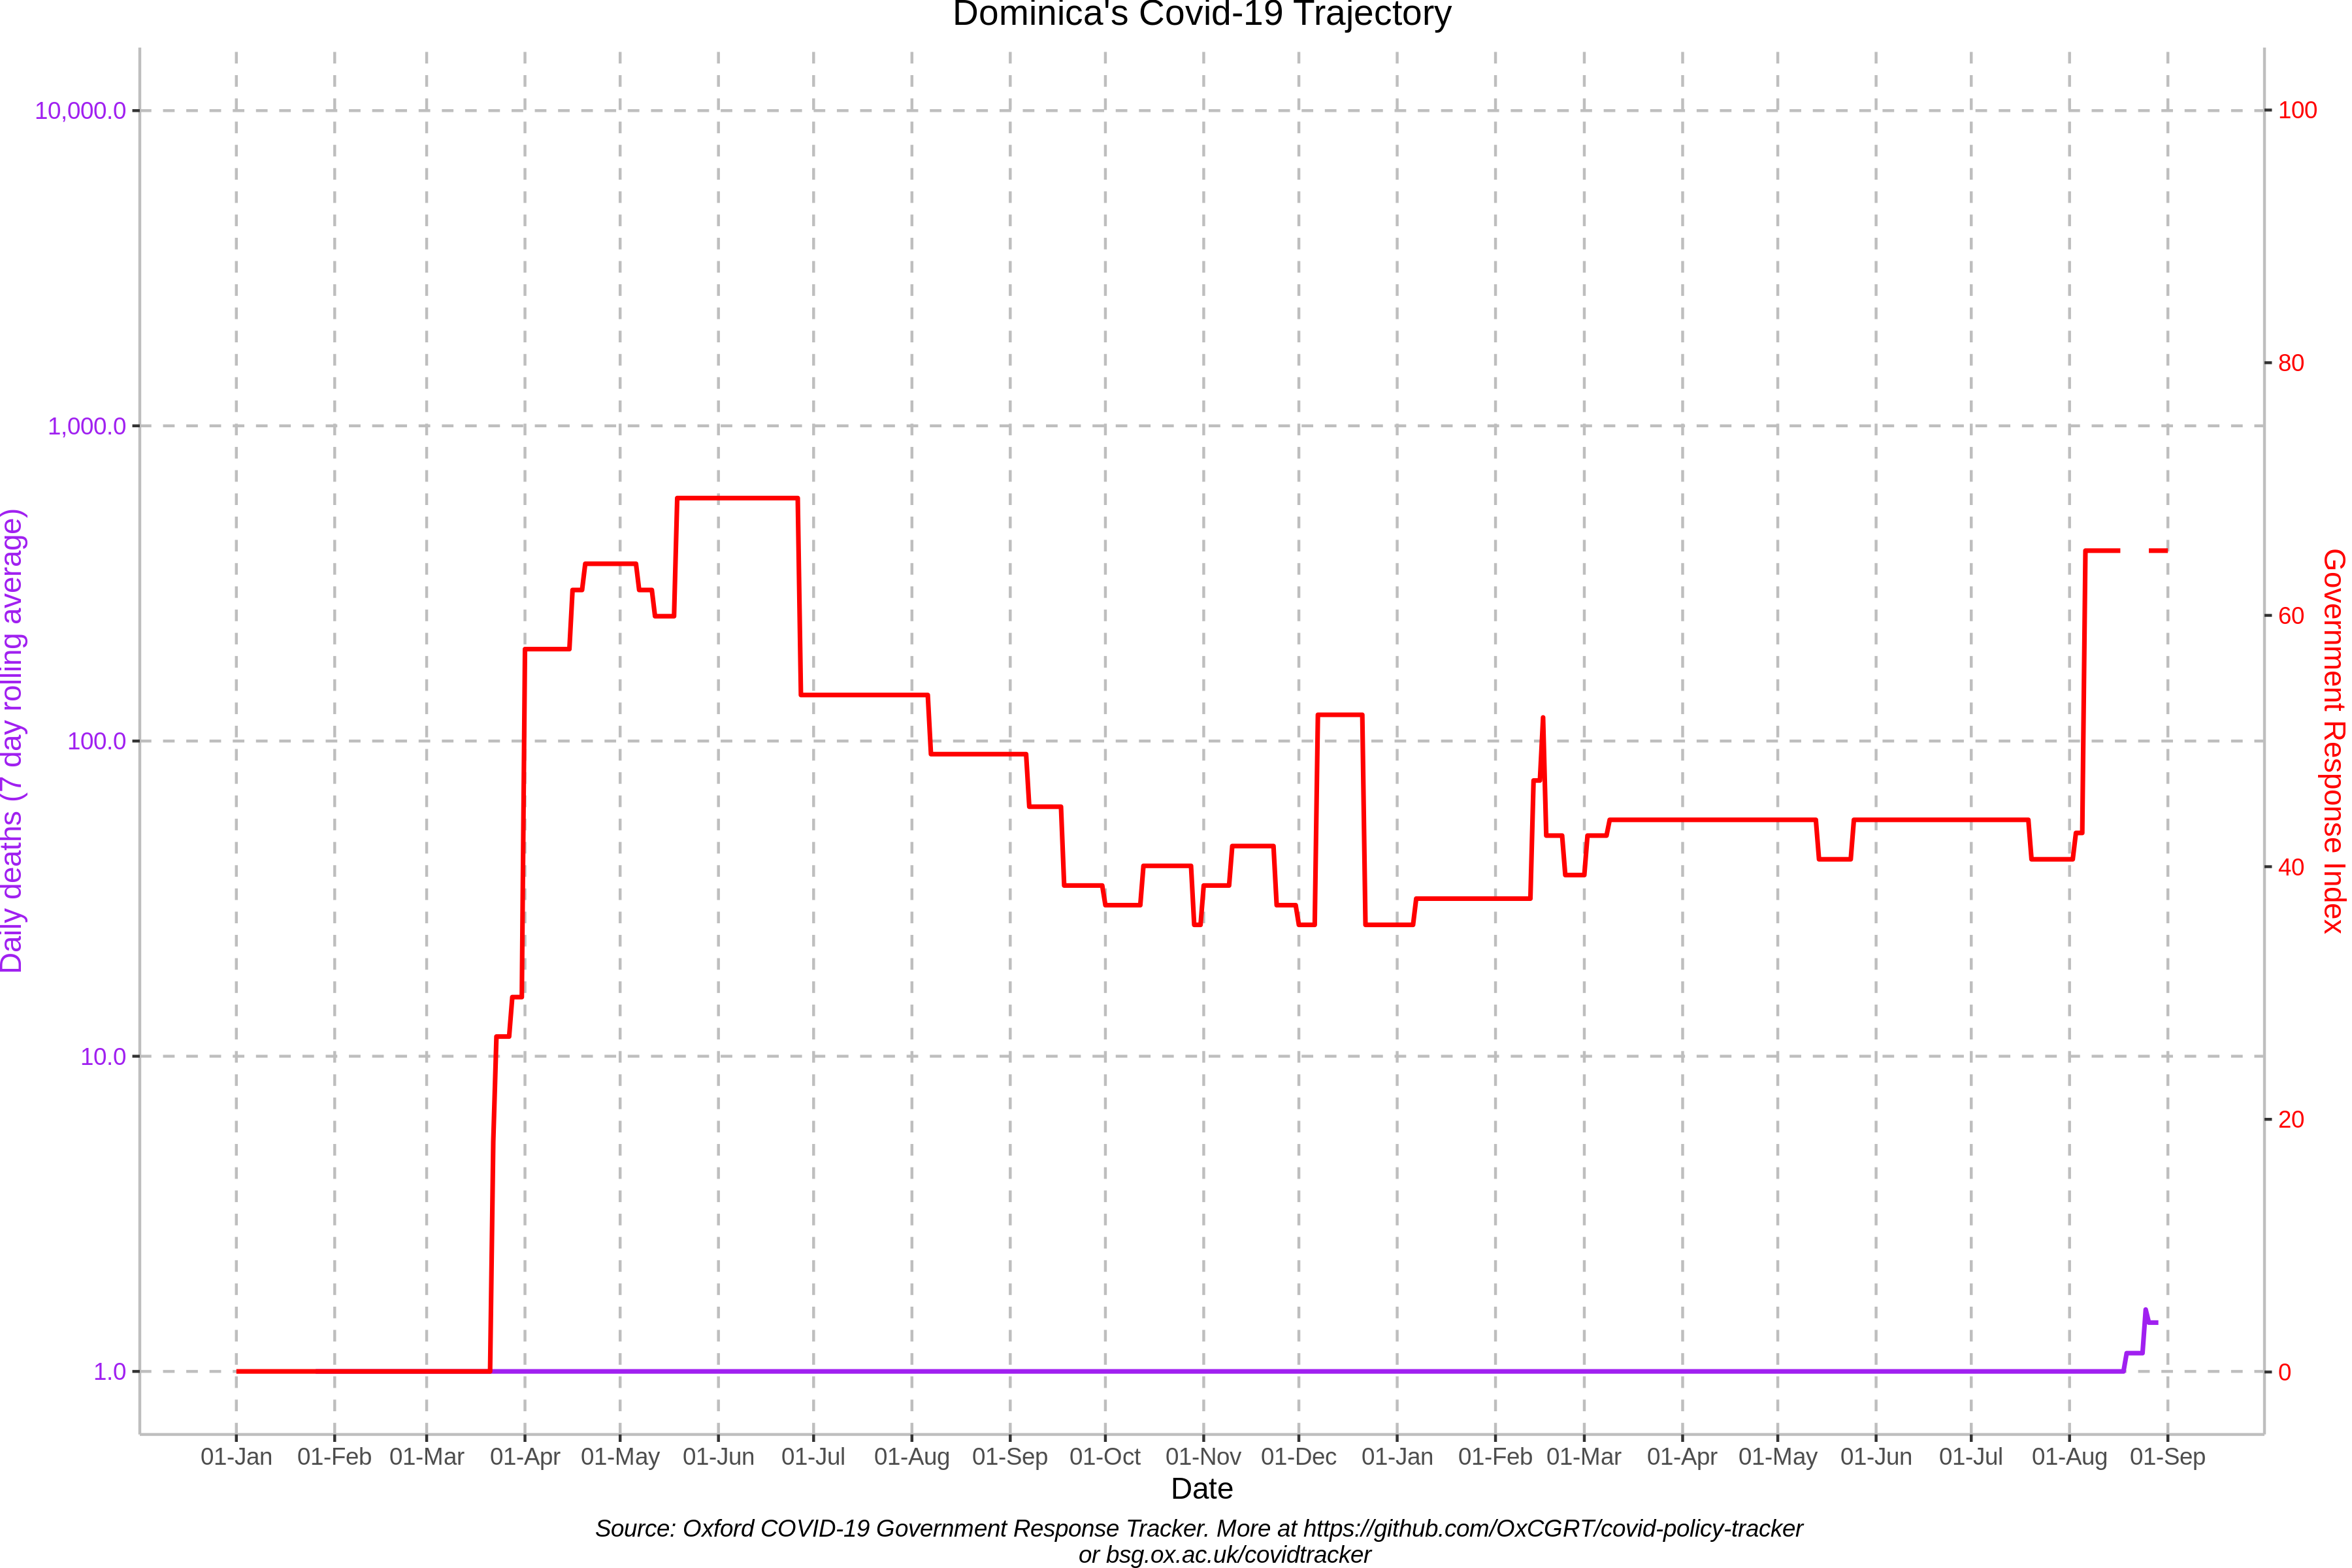 Dominica's Covid-19 Trajectory
10,000.0
1,000.0
100.0
10.0
1.0
Daily deaths (7 day rolling average)
100
80
60
40
20
0
Government Response Index
01-Jan 01-Feb 01-Mar 01-Apr 01-May 01-Jun 01-Jul 01-Aug 01-Sep 01-Oct 01-Nov 01-Dec 01-Jan 01-Feb 01-Mar 01-Apr 01-May 01-Jun 01-Jul 01-Aug 01-Sep
Date
Source: Oxford COVID-19 Government Response Tracker. More at https://github.com/OxCGRT/covid-policy-tracker
or bsg.ox.ac.uk/covidtracker